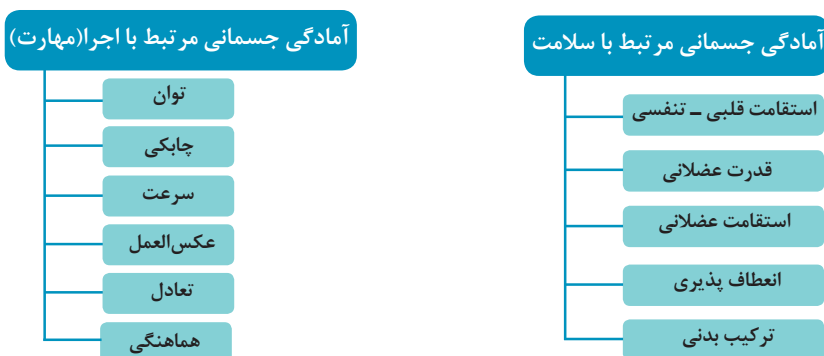 آمادگی جسمانی مرتبط با سلامت
استقامت قلبی ــ تنفسی
قدرت عضلانی
استقامت عضلانی
انعطاف پذیری
ترکیب بدنی
آمادگی جسمانی مرتبط با اجرا(مهارت)
توان
چابکی
سرعت
عکس‌العمل
تعادل
هماهنگی